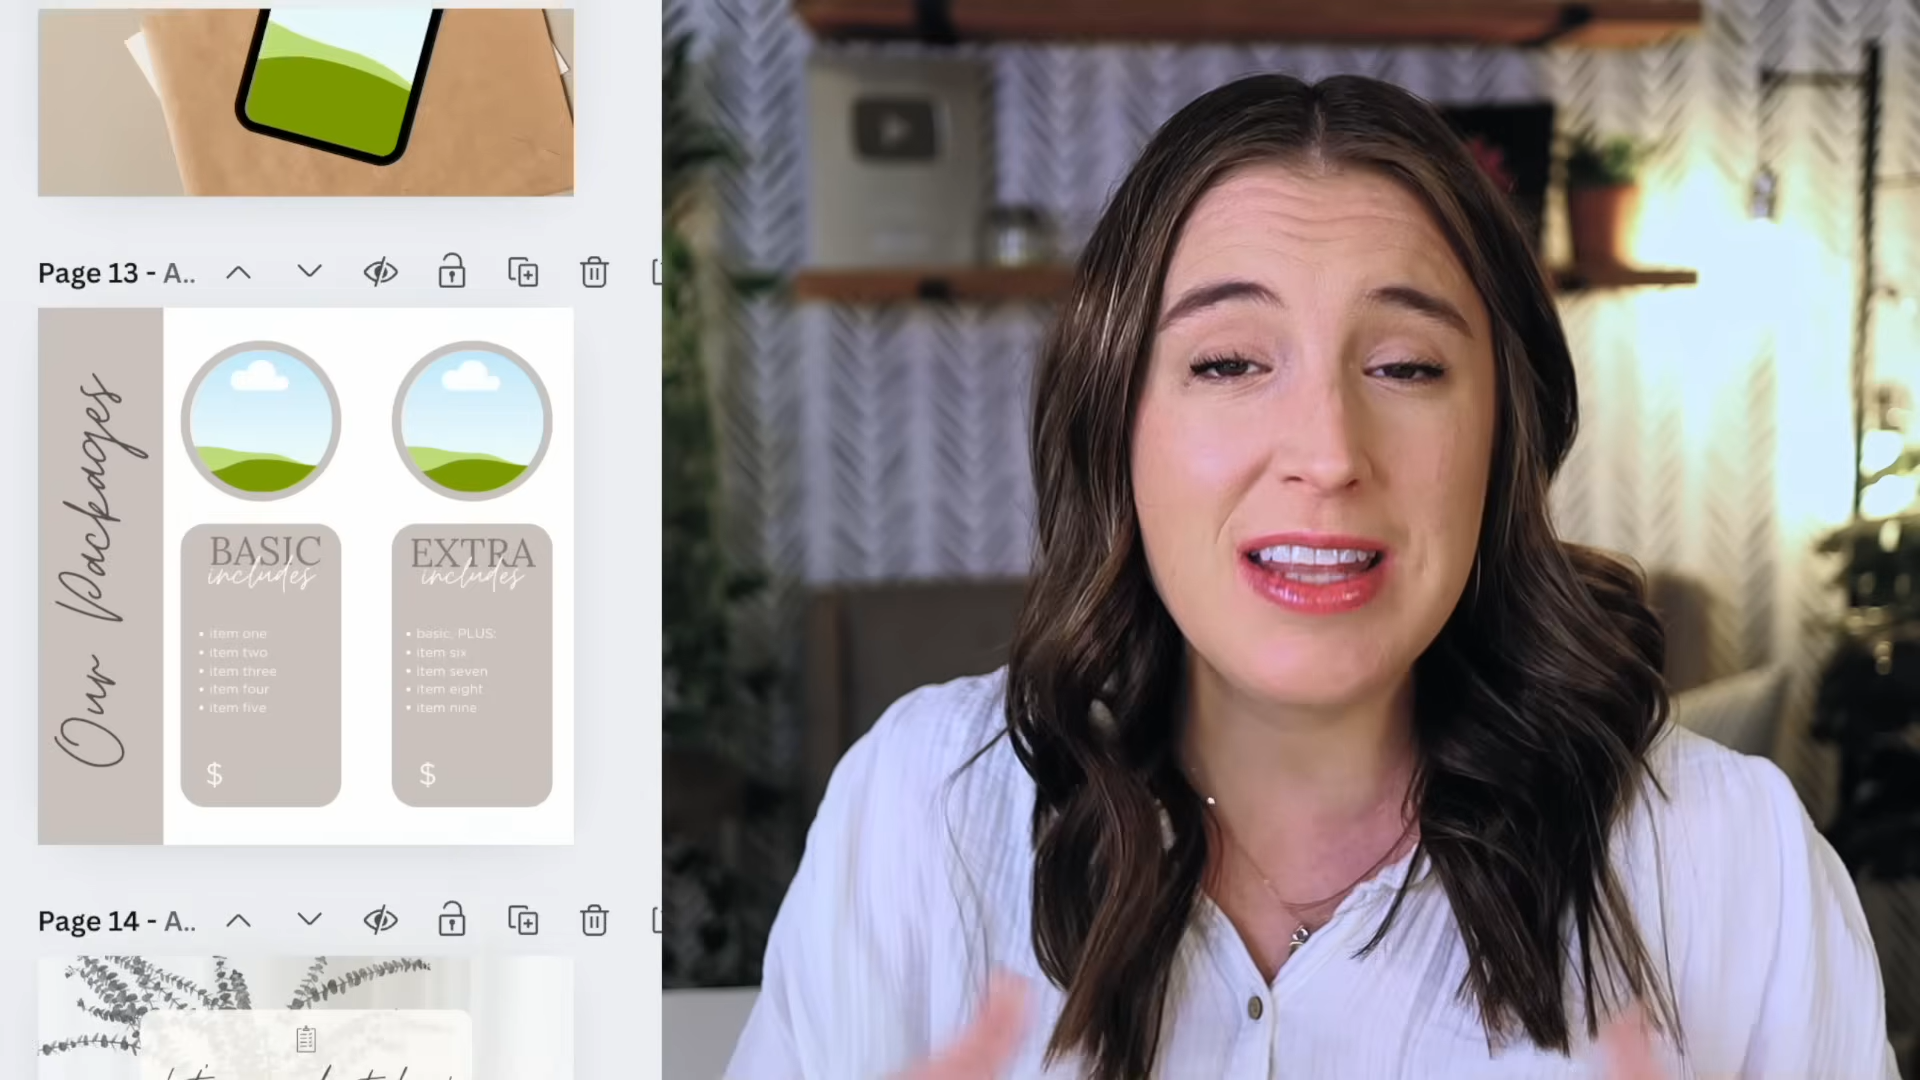 Page 13 - A..
Our Packages
BASIC
includes
• item one
• item two
• item three
• item four
• item five
$
EXTRA
includes
• basic, PLUS:
• item six
• item seven
• item eight
• item nine
$
Page 14 - A..